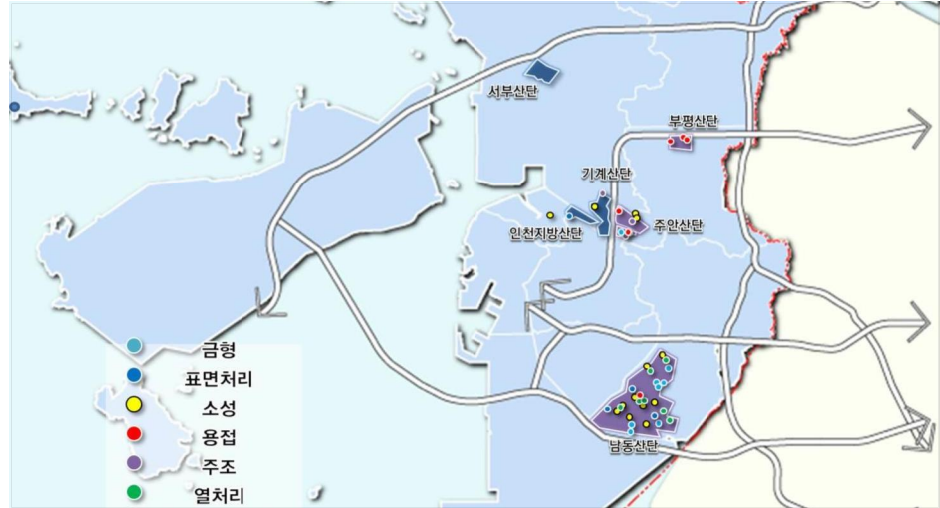 서부산단
부평산단
기계산단
인천지방산단
주안산단
남동산단
금형
표면처리
소성
용접
주조
열처리